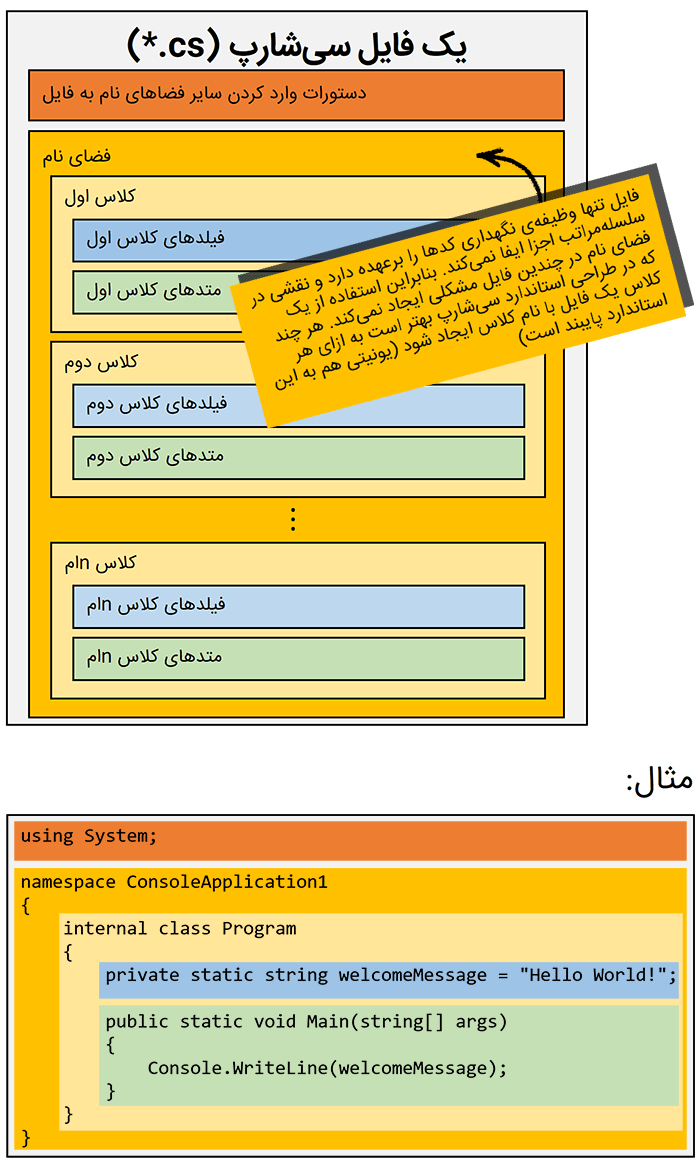 یک فایل سی‌شارپ (cs.*)
دستورات وارد کردن سایر فضاهای نام به فایل
فضای نام
کلاس اول
فیلدهای کلاس اول
متدهای کلاس اول
فایل تنها وظیفه‌ی نگهداری کدها را برعهده دارد و نقشی در
سلسله‌مراتب اجزا ایفا نمی‌کند. بنابراین استفاده از یک
فضای نام در چندین فایل مشکلی ایجاد نمی‌کند. هر چند
که در طراحی استاندارد سی‌شارپ بهتر است به ازای هر
کلاس یک فایل با نام کلاس ایجاد شود (یونیتی هم به این
استاندارد پایبند است)
کلاس دوم
فیلدهای کلاس دوم
متدهای کلاس دوم
⋮
کلاس nام
فیلدهای کلاس nام
متدهای کلاس nام
مثال:
using System;
namespace ConsoleApplication1
{
internal class Program
{
private static string welcomeMessage = "Hello World!";
public static void Main(string[] args)
{
Console.WriteLine(welcomeMessage);
}
}
}